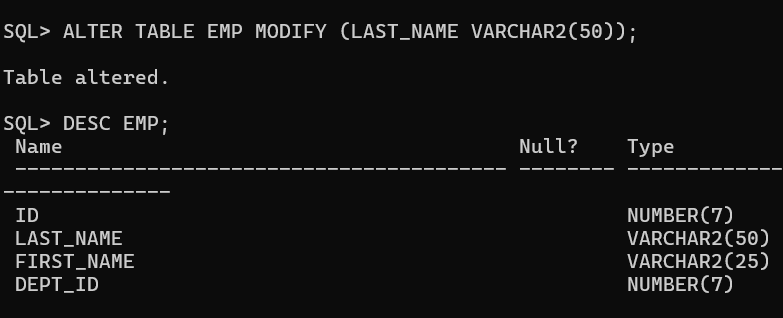 SQL> ALTER TABLE EMP MODIFY (LAST_NAME VARCHAR2(50));
Table altered.
SQL> DESC EMP;
Name Null? Type
----------------------------------------- -------- -------------
--------------
ID NUMBER(7)
LAST_NAME VARCHAR2(50)
FIRST_NAME VARCHAR2(25)
DEPT_ID NUMBER(7)